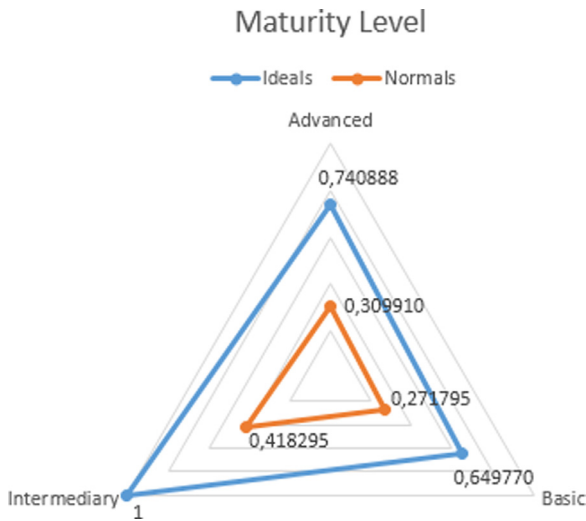 Maturity Level
Ideals Normals
Advanced
0,740888
0,309910
0,271795
0,418295
0,649770
Intermediary
Basic
1